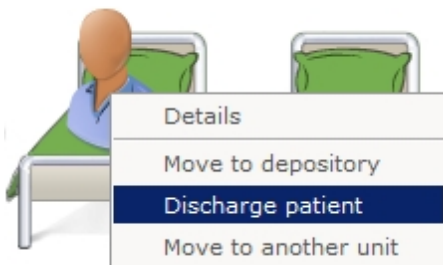 Details
Move to depository
Discharge patient
Move to another unit